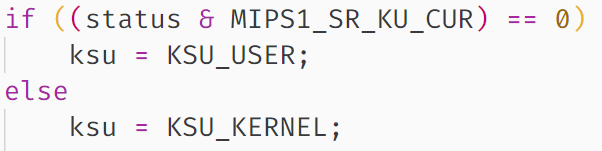 if ((status & MIPS1_SR_KU_CUR) == 0)
    ksu = KSU_USER;
else
    ksu = KSU_KERNEL;